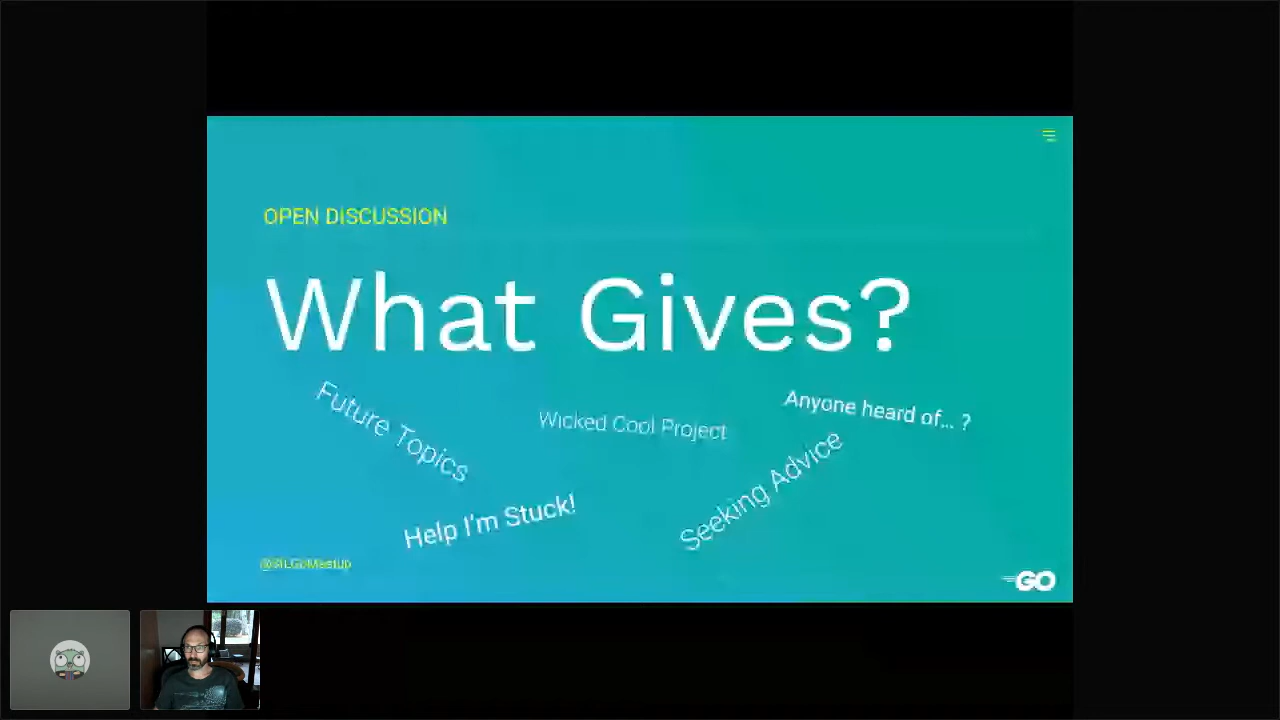 OPEN DISCUSSION
What Gives?
Future Topics
Wicked Cool Project
Anyone heard of... ?
Help I'm Stuck!
Seeking Advice
GO